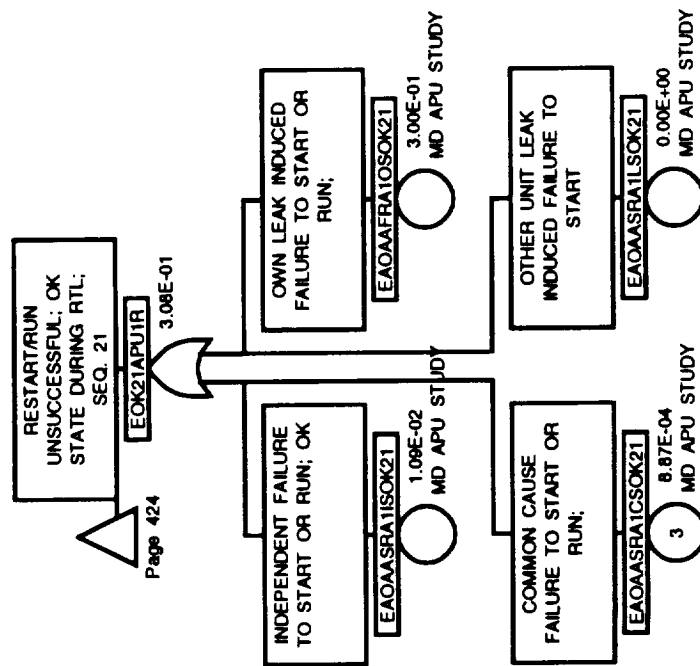 RESTART/RUN
UNSUCCESSFUL; OK
STATE DURING RTL;
SEQ. 21
EOK21APU1R
3.08E-01
Page 424
INDEPENDENT FAILURE
TO START OR RUN; OK
EAOAASRA1ISOK21
1.09E-02
MD APU STUDY
OWN LEAK INDUCED
FAILURE TO START OR
RUN;
EAOAAFRA1OSOK21
3.00E-01
MD APU STUDY
COMMON CAUSE
FAILURE TO START OR
RUN;
EAOAASRA1CSOK21
3
8.87E-04
MD APU STUDY
OTHER UNIT LEAK
INDUCED FAILURE TO
START
EAOAASRA1LSOK21
0.00E+00
MD APU STUDY